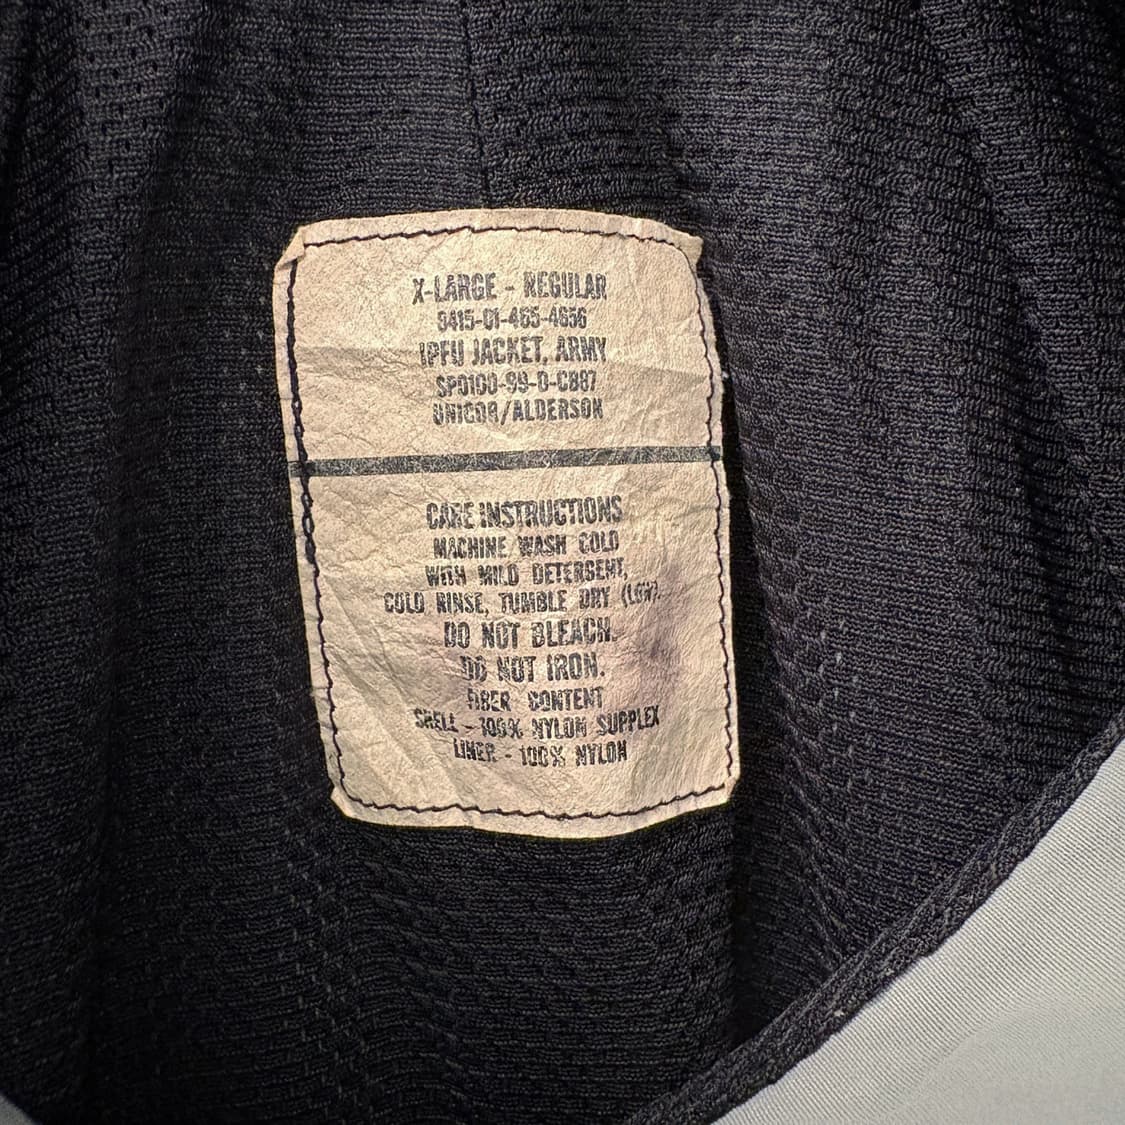 X-LARGE - REGULAR
8415-01-465-4656
IPFU JACKET, ARMY
SPO100-99-D-CB87
UNICOR/ALDERSON
CARE INSTRUCTIONS
MACHINE WASH COLD
WITH MILD DETERGENT,
COLD RINSE, TUMBLE DRY (LOW).
DO NOT BLEACH.
DO NOT IRON.
FIBER CONTENT
SHELL - 100% NYLON SUPPLEX
LINER - 100% NYLON